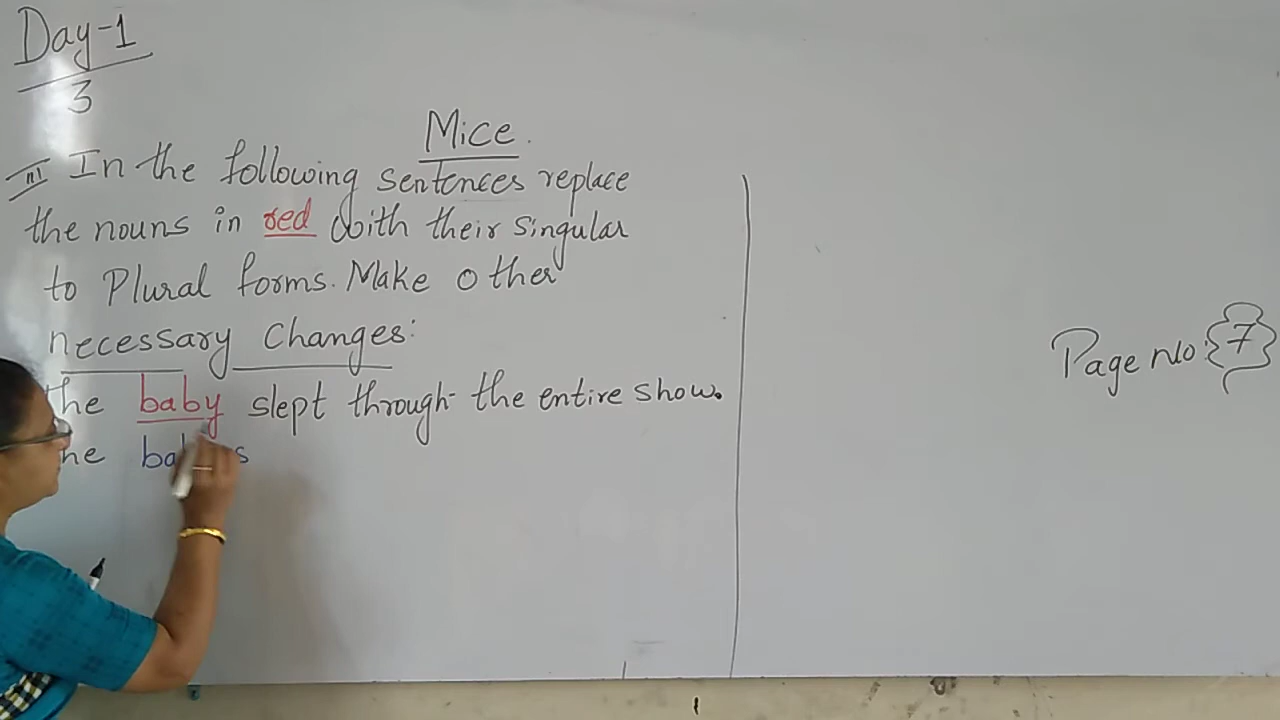 Day-1
3
Mice.
III In the following sentences replace
the nouns in red with their singular
to Plural forms. Make other
necessary Changes:
the baby slept through the entire show.
Page No: 7